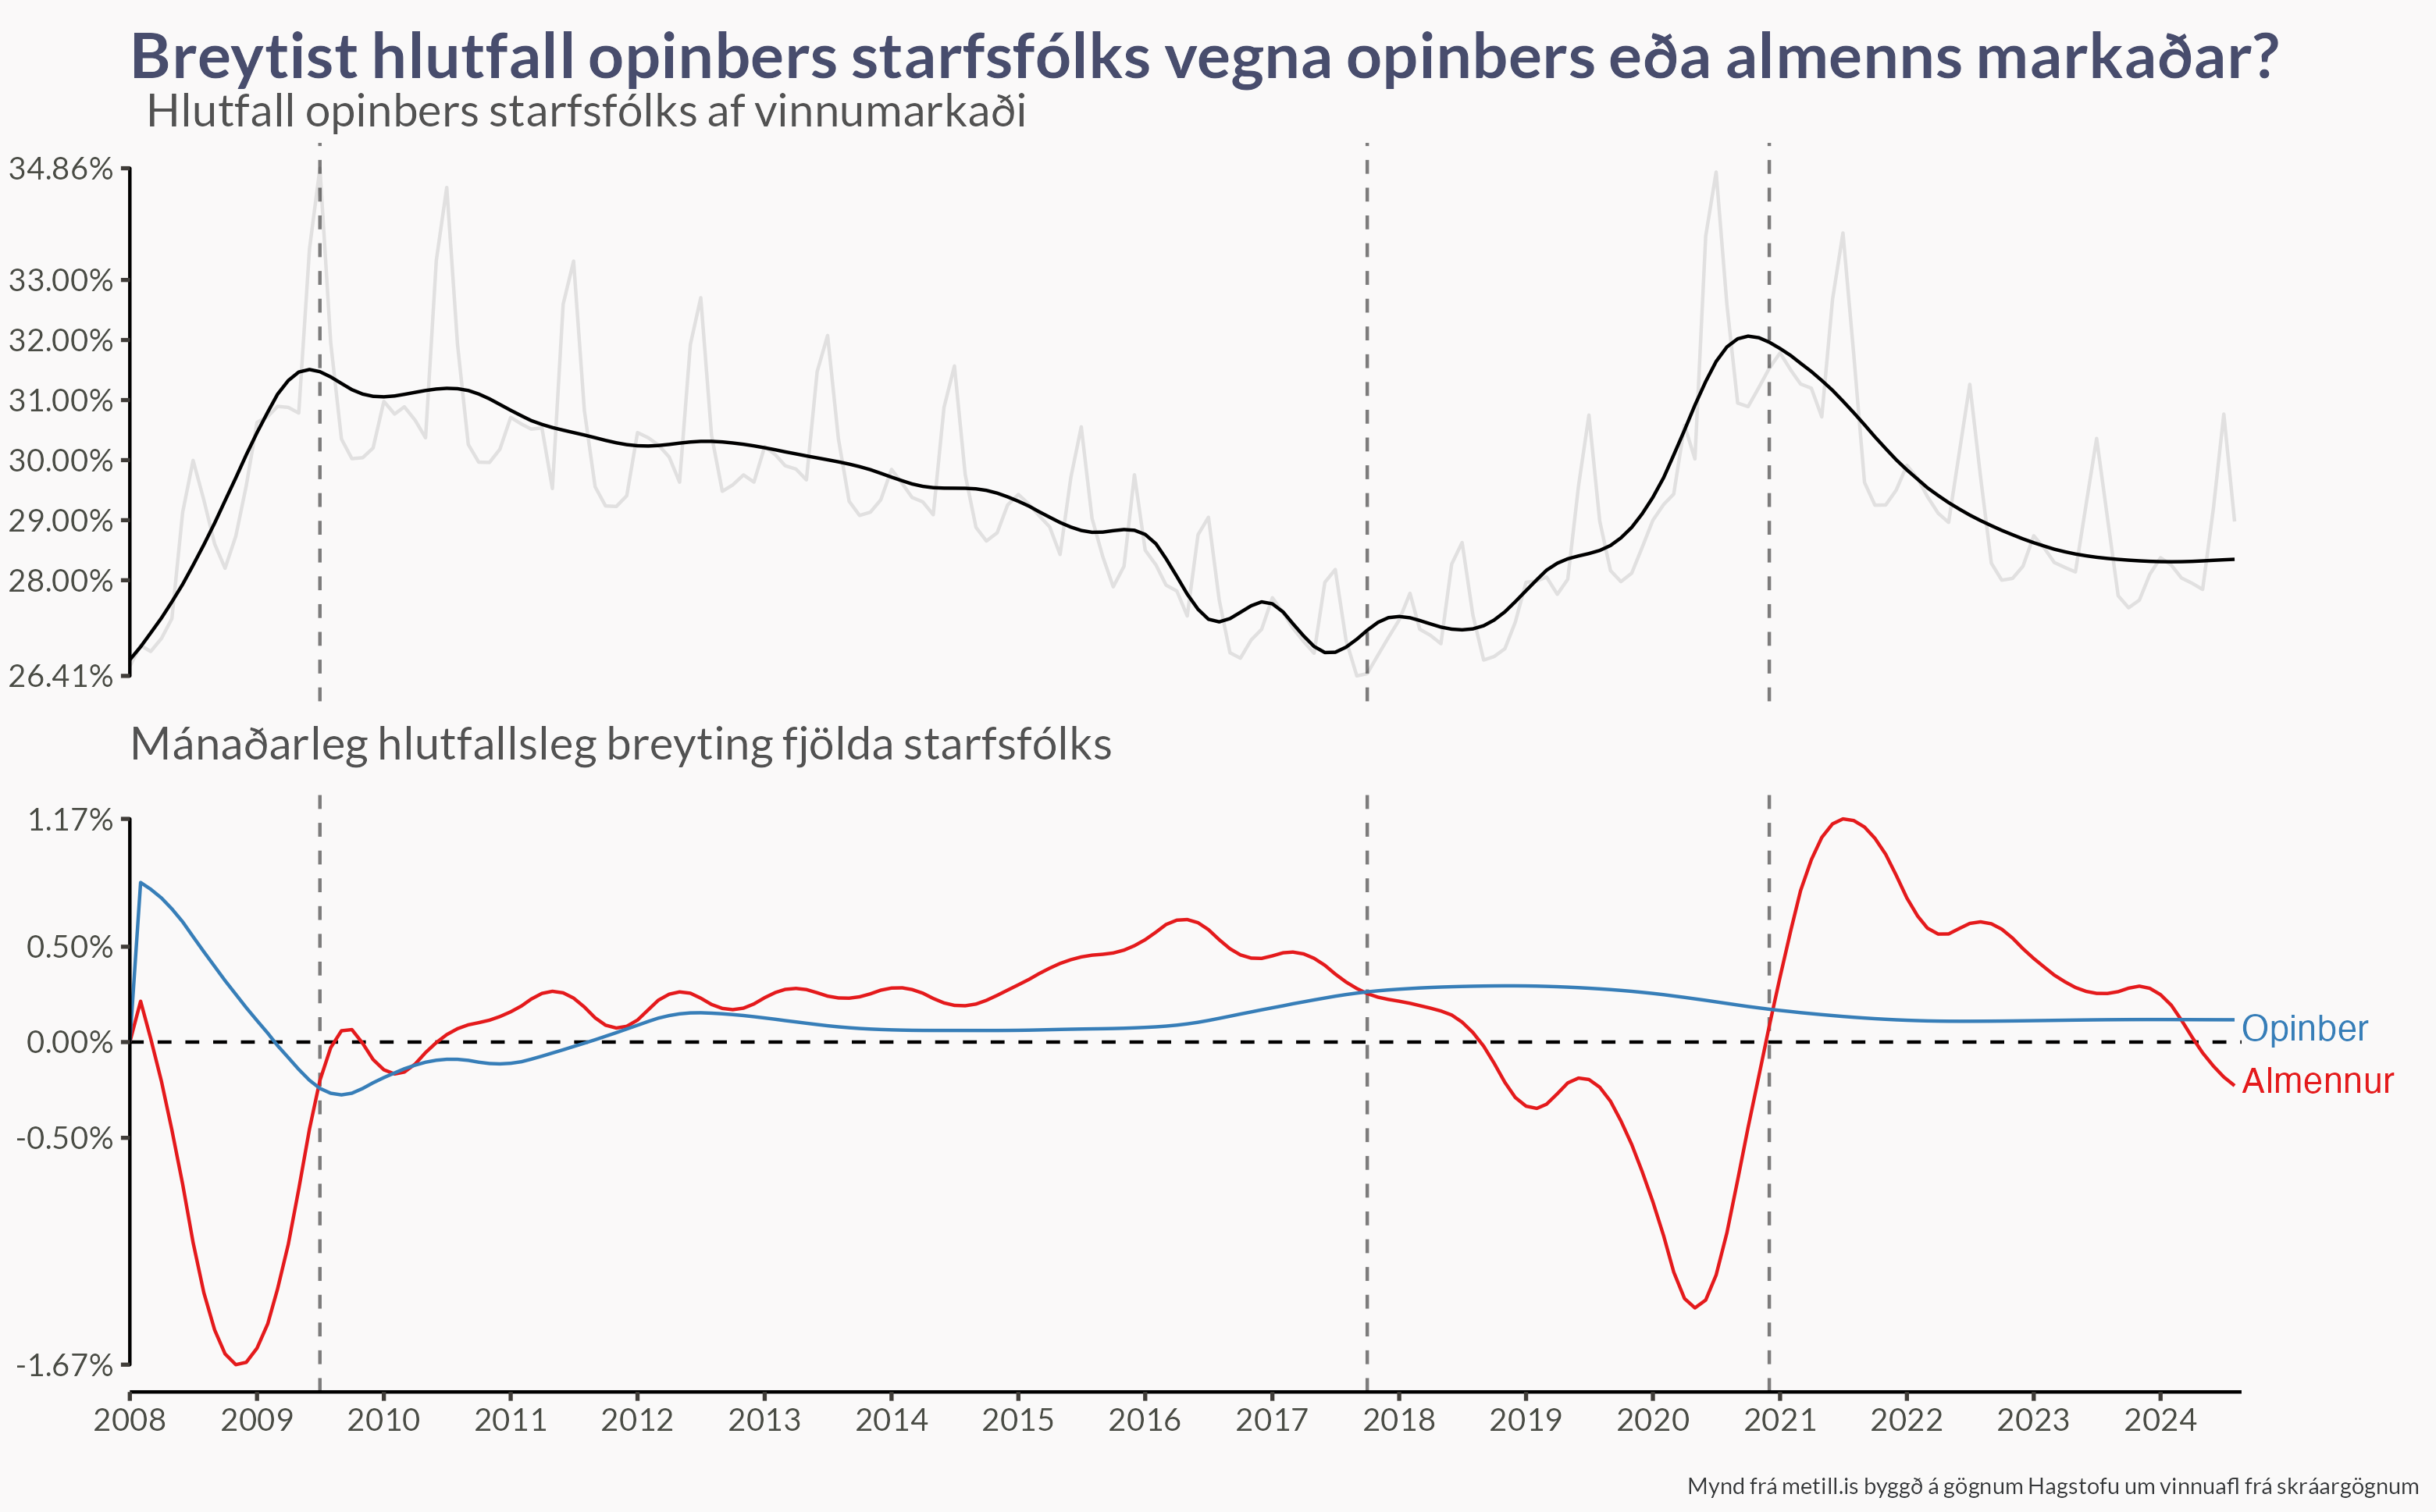 Breytist hlutfall opinbers starfsfólks vegna opinbers eða almenns markaðar?
Hlutfall opinbers starfsfólks af vinnumarkaði
34.86%
33.00%
32.00%
31.00%
30.00%
29.00%
28.00%
26.41%
Mánaðarleg hlutfallsleg breyting fjölda starfsfólks
1.17%
0.50%
0.00%
-0.50%
-1.67%
Opinber
Almennur
2008 2009 2010 2011 2012 2013 2014 2015 2016 2017 2018 2019 2020 2021 2022 2023 2024
Mynd frá metill.is byggð á gögnum Hagstofu um vinnuafl frá skráargögnum